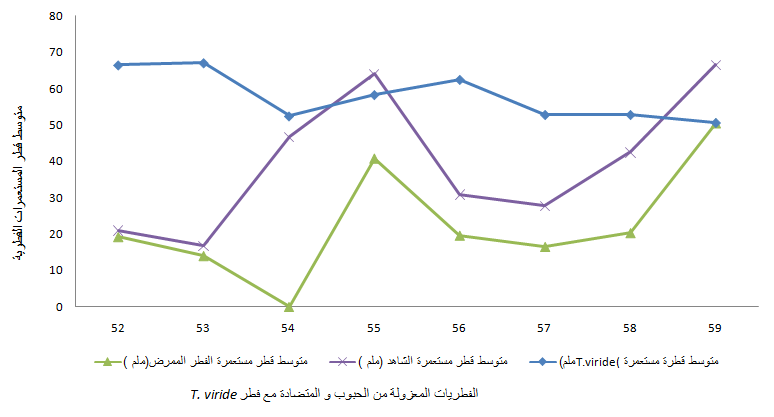 80
70
60
50
40
30
20
10
0
متوسط قطر المستعمرات الفطرية
52 53 54 55 56 57 58 59
متوسط قطر مستعمرة الفطر الممرض(ملم )
متوسط قطر مستعمرة الشاهد (ملم )
متوسط قطرة مستعمرة )T.viride(ملم
الفطريات المعزولة من الحبوب و المتضادة مع فطر T. viride